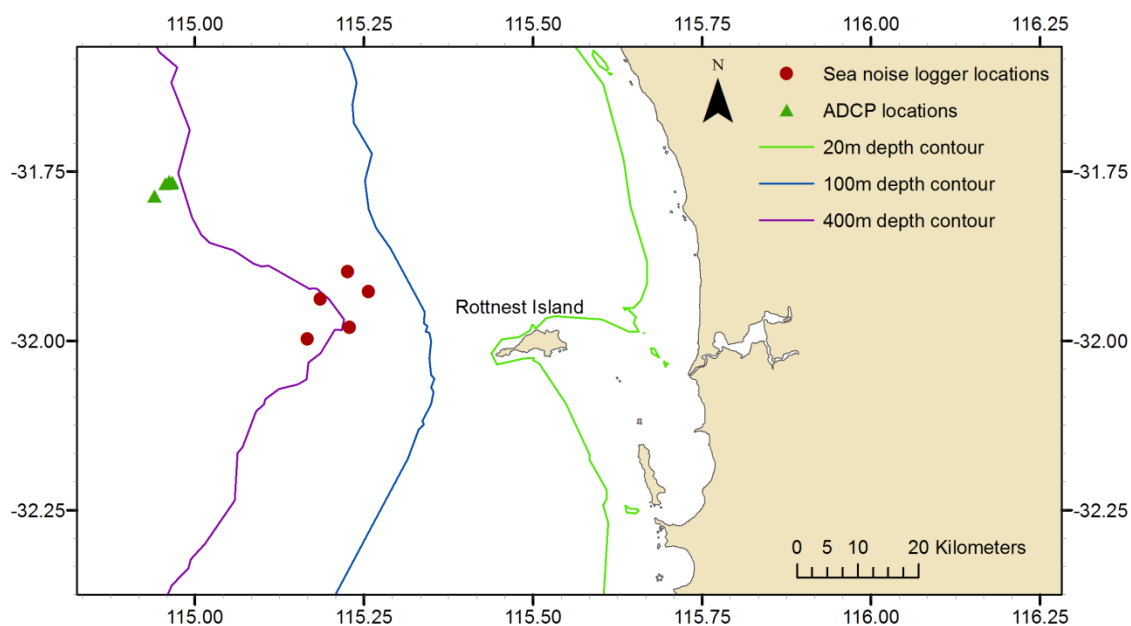 115.00 115.25 115.50 115.75 116.00 116.25
N
Sea noise logger locations
ADCP locations
20m depth contour
100m depth contour
400m depth contour
-31.75 -31.75
Rottnest Island
-32.00 -32.00
-32.25 -32.25
0 5 10 20 Kilometers
115.00 115.25 115.50 115.75 116.00 116.25